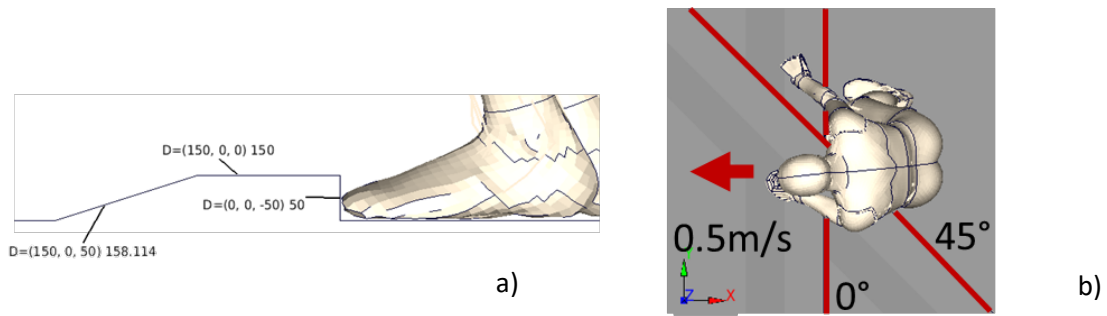 D=(150, 0, 0) 150
D=(0, 0, -50) 50
D=(150, 0, 50) 158.114
a)
0.5m/s
45°
0°
Y
Z
X
b)